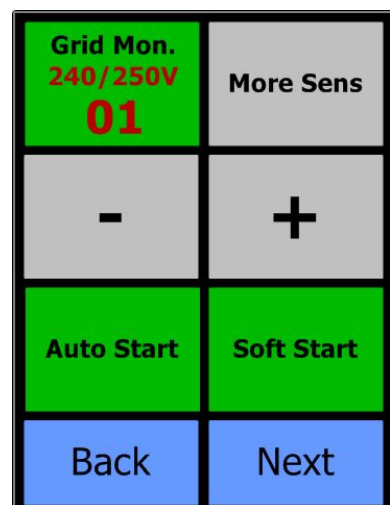 Grid Mon.
240/250V
01
More Sens
-
+
Auto Start
Soft Start
Back
Next